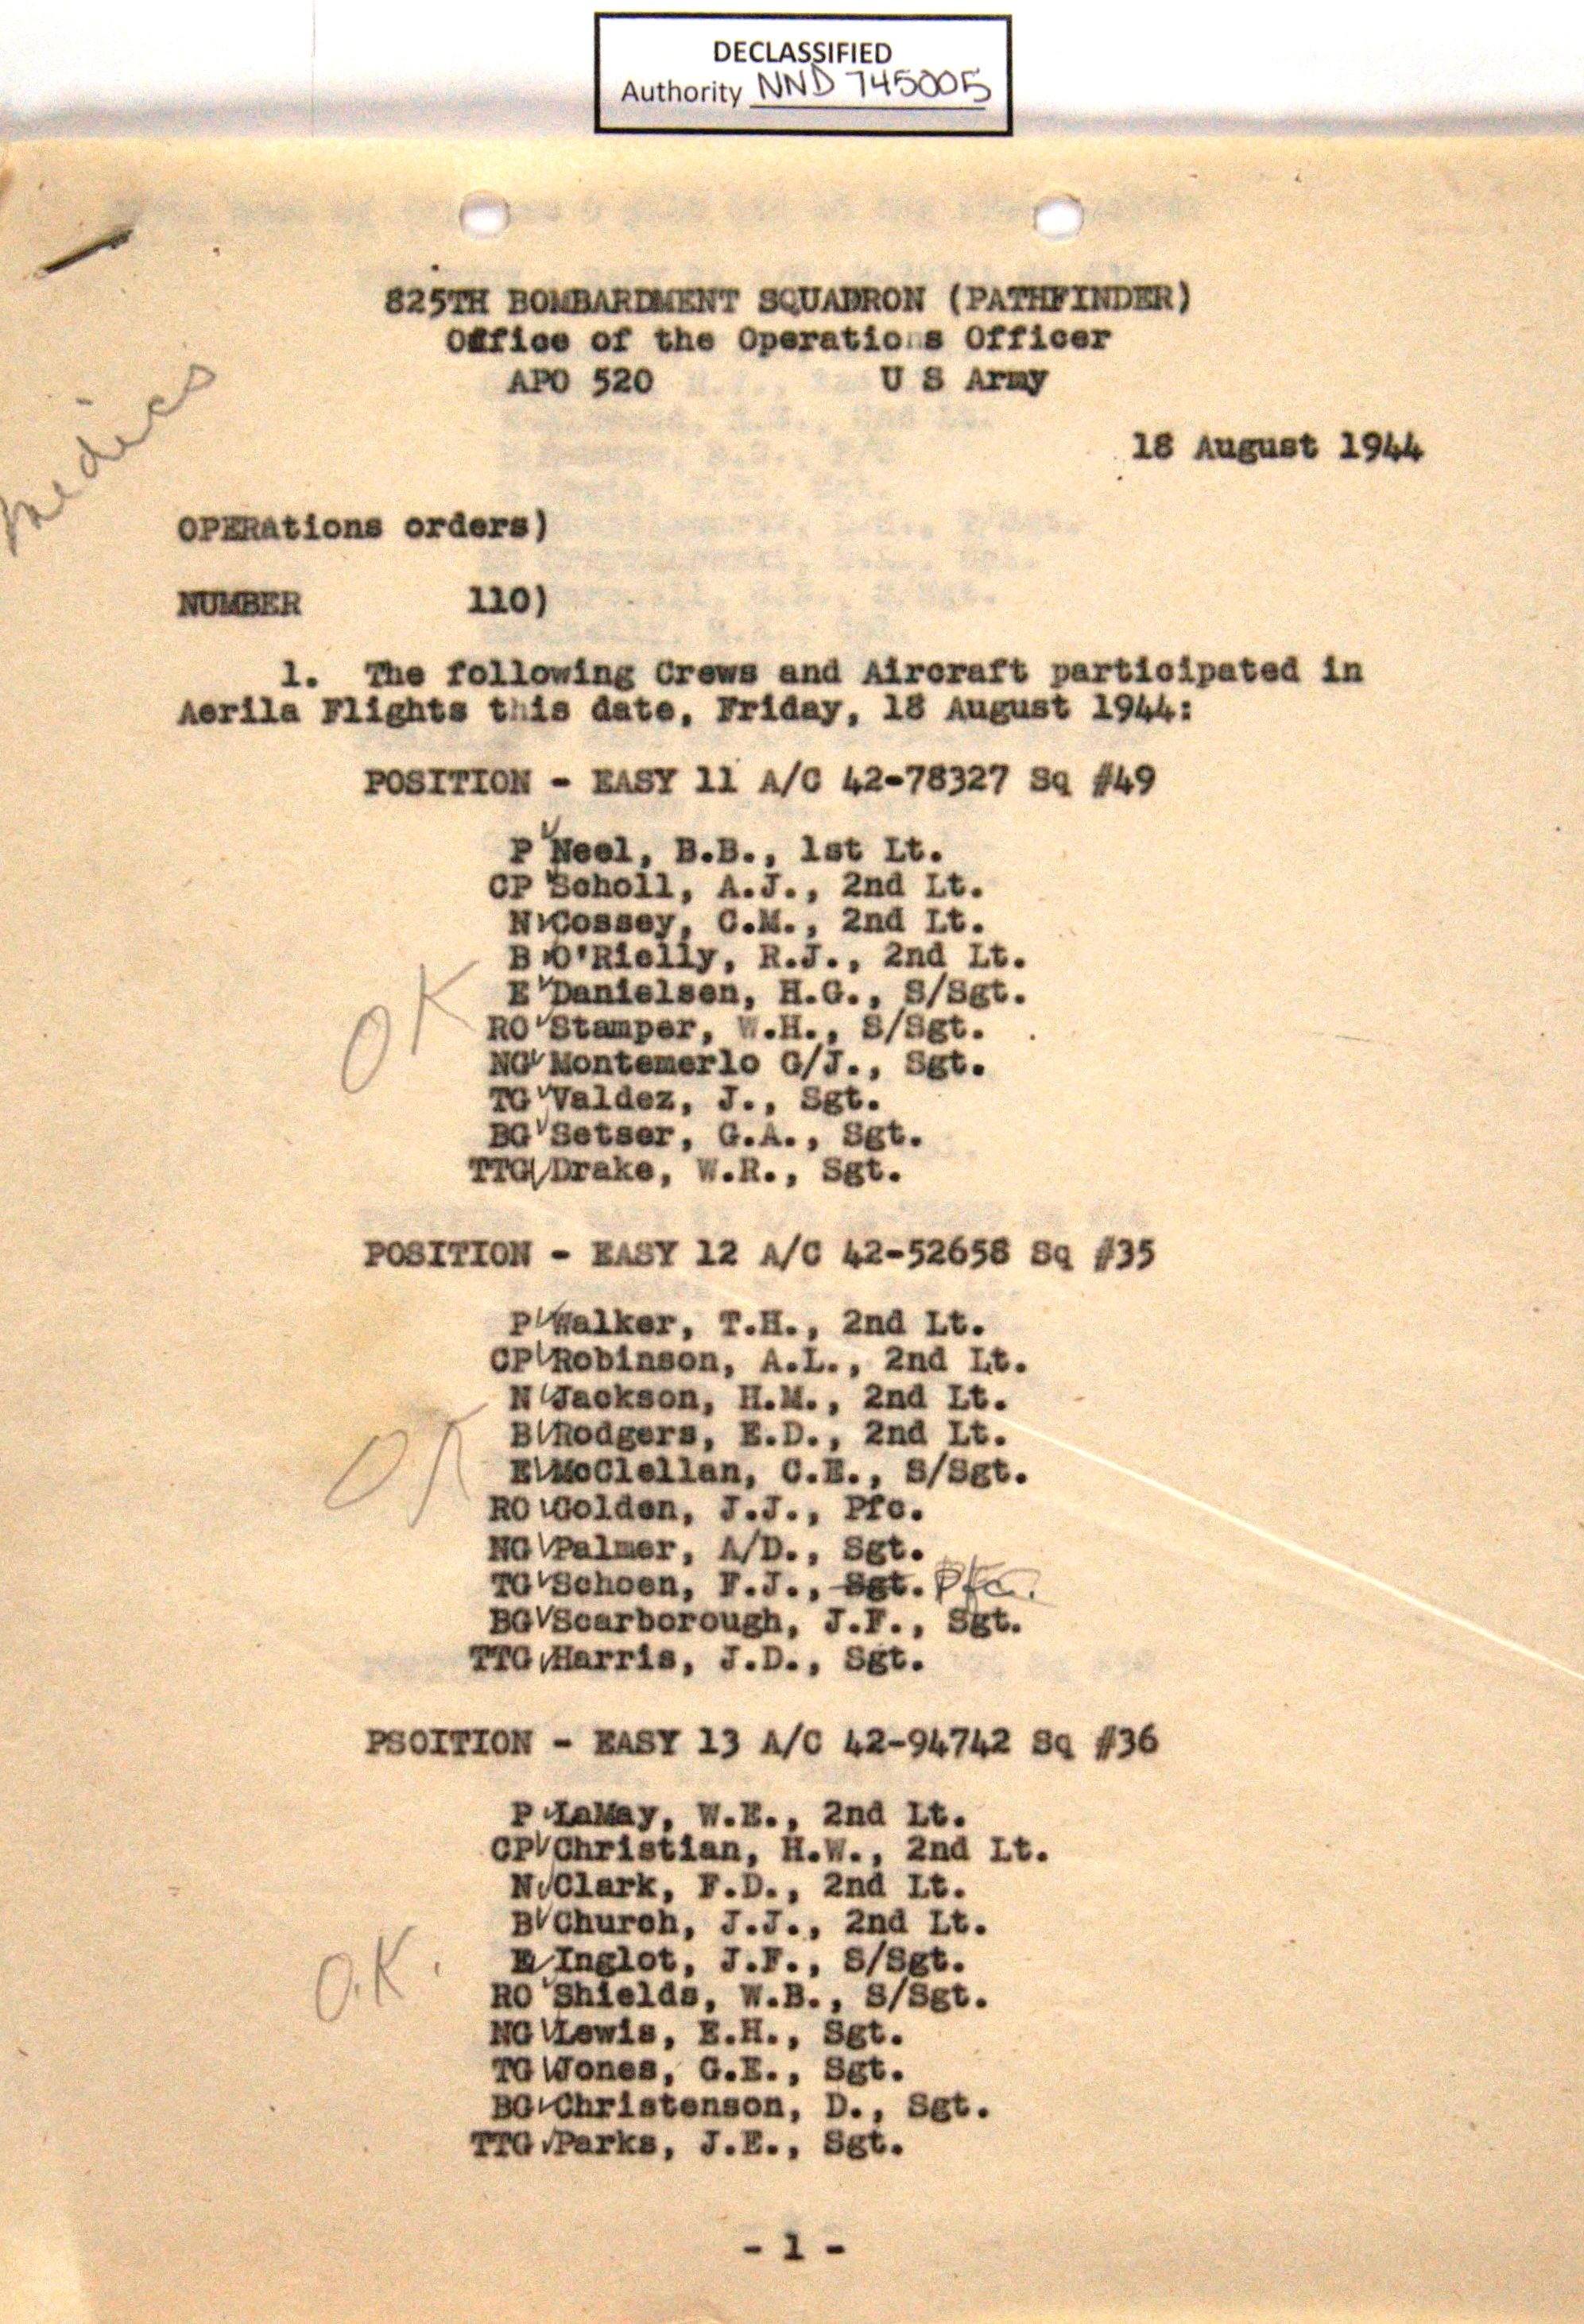 DECLASSIFIED
Authority NND 745005
825TH BOMBARDMENT SQUADRON (PATHFINDER)
Office of the Operations Officer
APO 520 U S Army
18 August 1944
Medics
OPERAtions orders)
NUMBER 110)
1. The following Crews and Aircraft participated in
Aerila Flights this date, Friday, 18 August 1944:
POSITION - EASY 11 A/C 42-78327 Sq #49
P Neel, B.B., 1st Lt.
CP Scholl, A.J., 2nd Lt.
N Cossey, C.M., 2nd Lt.
B O'Rielly, R.J., 2nd Lt.
E Danielsen, H.G., S/Sgt.
OK
RO Stamper, W.H., S/Sgt.
NG Montemerlo G/J., Sgt.
TG Valdez, J., Sgt.
BG Setser, G.A., Sgt.
TTG Drake, W.R., Sgt.
POSITION - EASY 12 A/C 42-52658 Sq #35
P Walker, T.H., 2nd Lt.
CP Robinson, A.L., 2nd Lt.
N Jackson, H.M., 2nd Lt.
B Rodgers, E.D., 2nd Lt.
OK
E McClellan, C.E., S/Sgt.
RO Golden, J.J., Pfc.
NG Palmer, A/D., Sgt.
TG Schoen, F.J., Sgt. Pfc.
BG Scarborough, J.F., Sgt.
TTG Harris, J.D., Sgt.
PSOITION - EASY 13 A/C 42-94742 Sq #36
P LaMay, W.E., 2nd Lt.
CP Christian, H.W., 2nd Lt.
N Clark, F.D., 2nd Lt.
B Church, J.J., 2nd Lt.
E Inglot, J.F., S/Sgt.
O.K.
RO Shields, W.B., S/Sgt.
NG Lewis, E.H., Sgt.
TG Jones, G.E., Sgt.
BG Christenson, D., Sgt.
TTG Parks, J.E., Sgt.
- 1 -